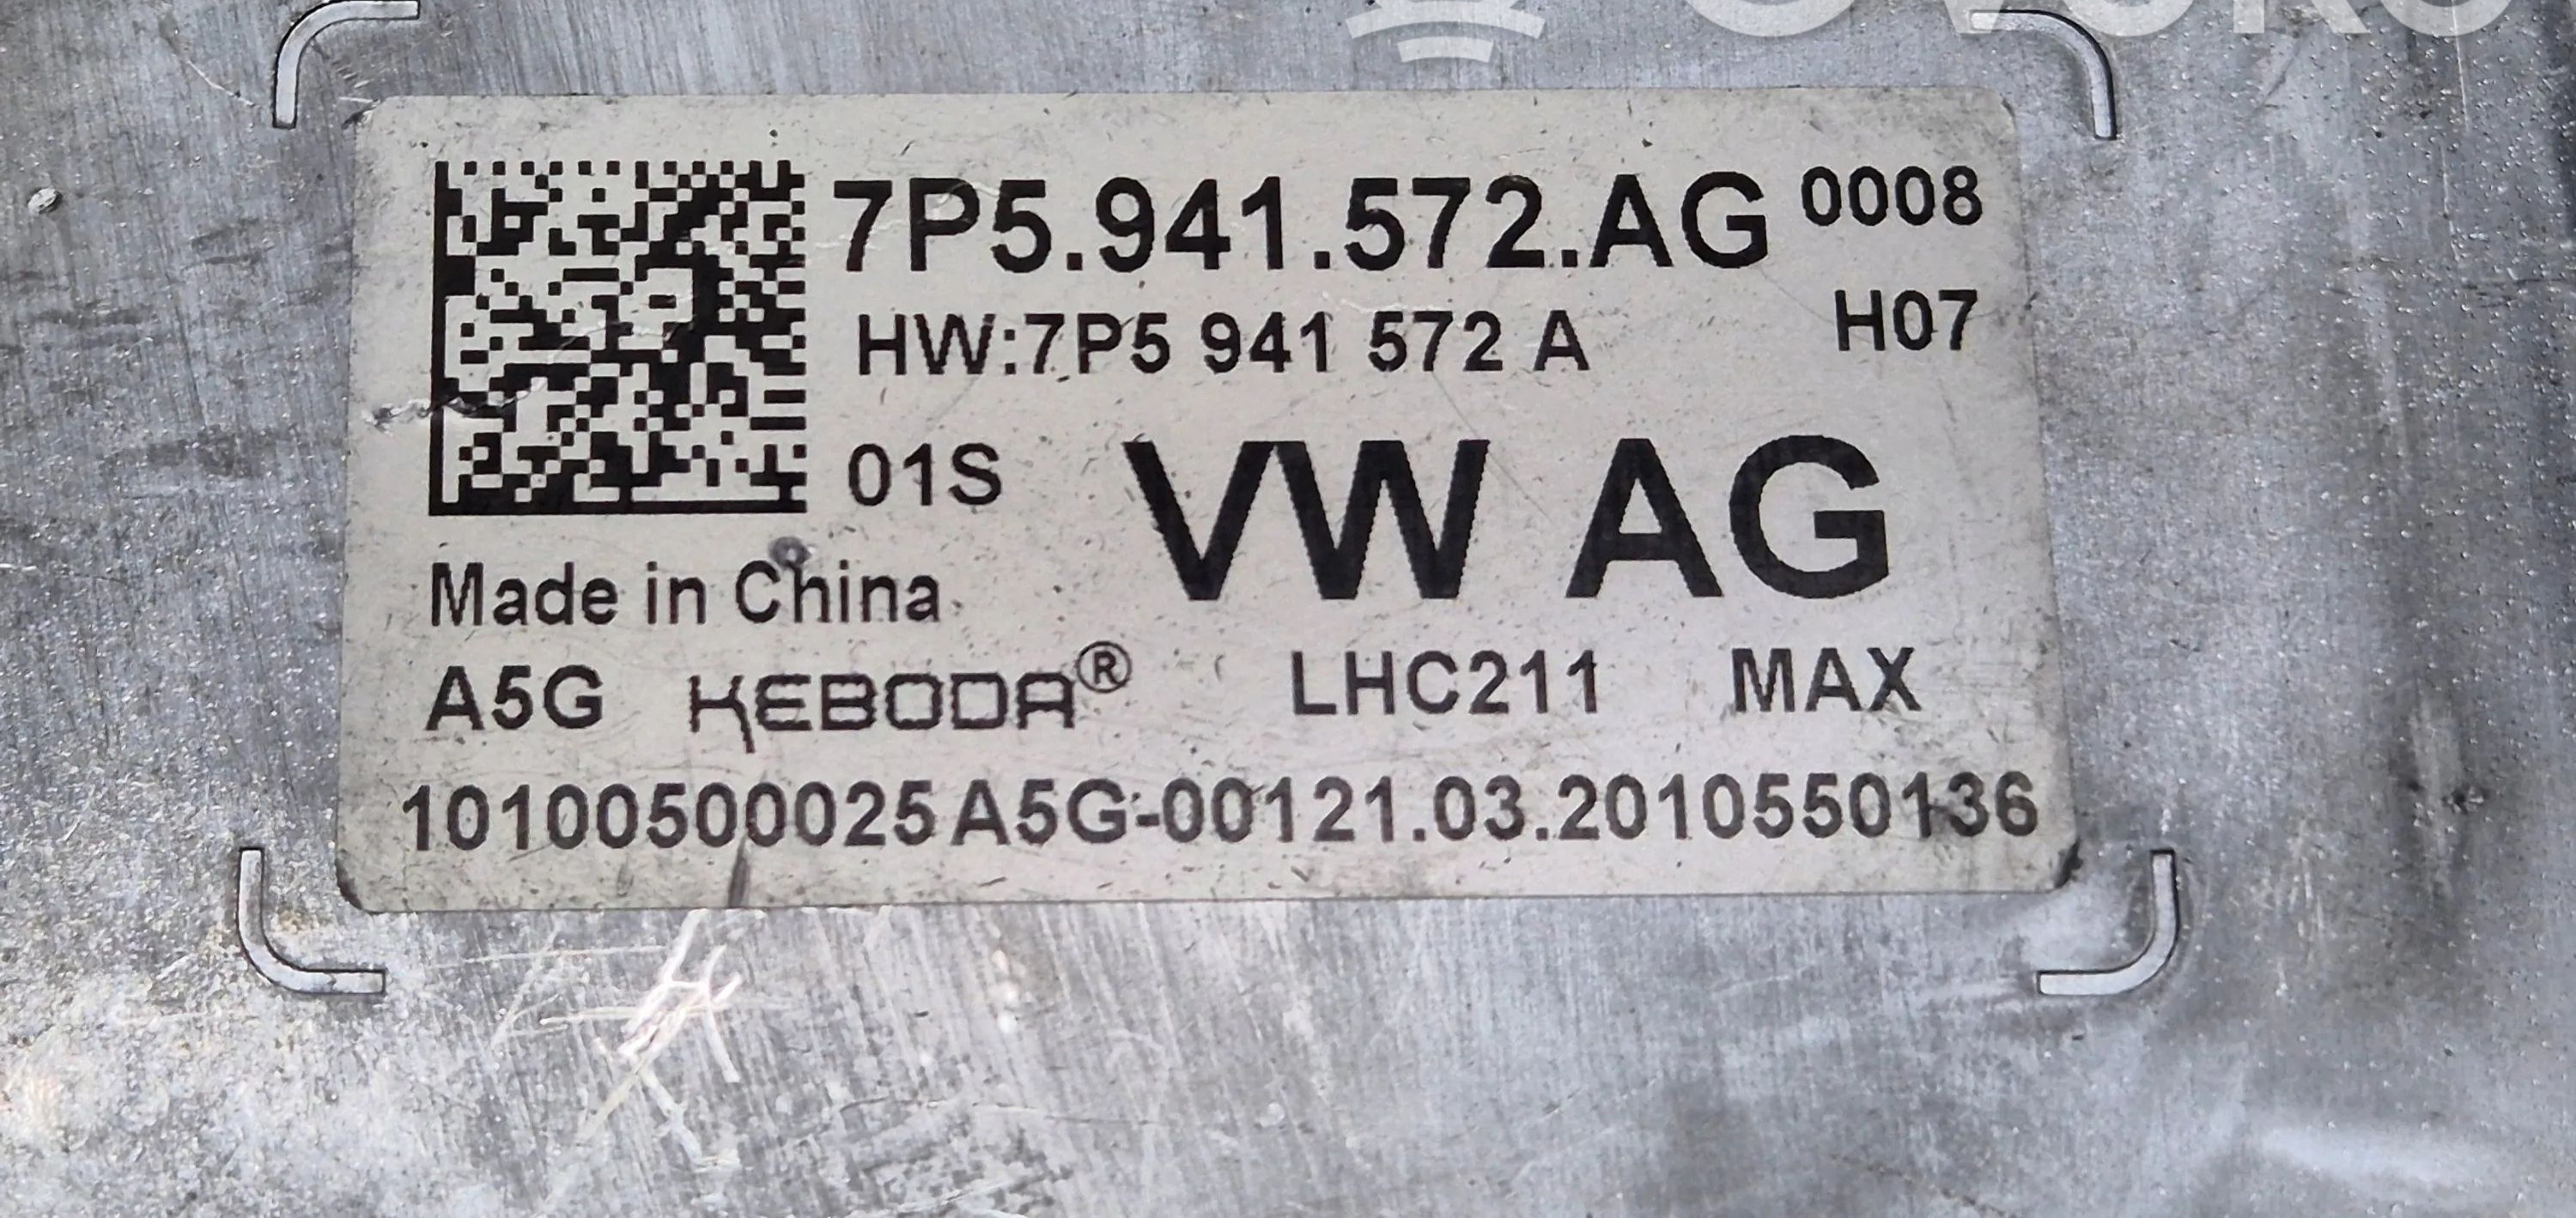 7P5.941.572.AG 0008
HW:7P5 941 572 A H07
01S VW AG
Made in China
A5G KEBODA® LHC211 MAX
10100500025 A5G-00121.03.2010550136